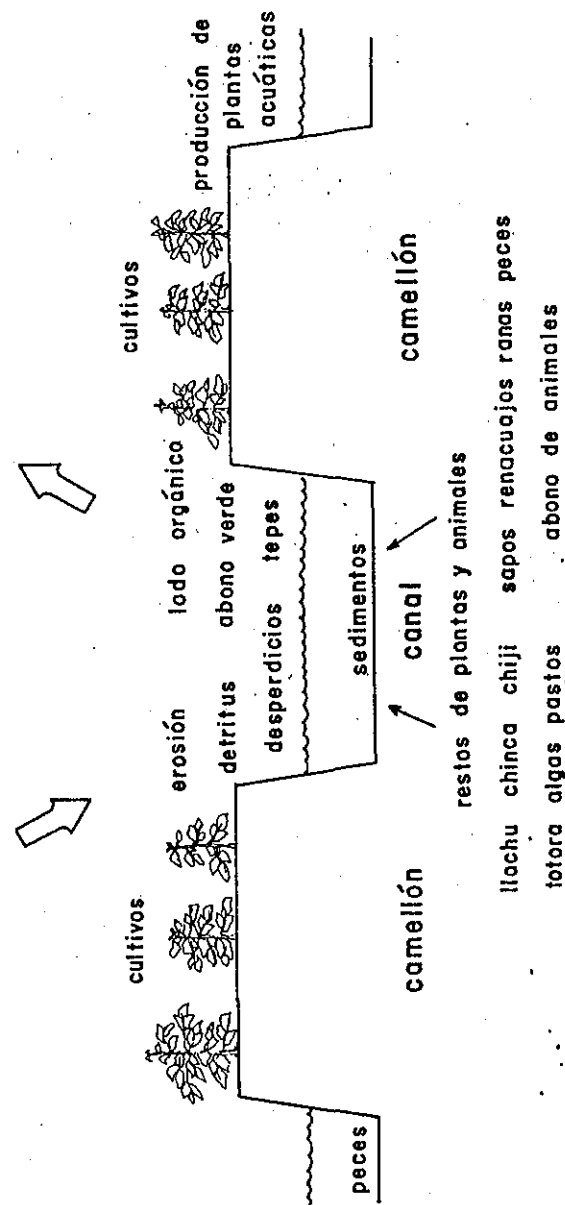 cultivos
cultivos
erosión lodo orgánica
detritus abono verde
desperdicios tepes
producción de
plantas
acuáticas
peces
sedimentos
camellón
canal
camellón
restos de plantas y animales
llachu chinca chiji sapos renacuajos ranas peces
totora algas pastos abono de animales